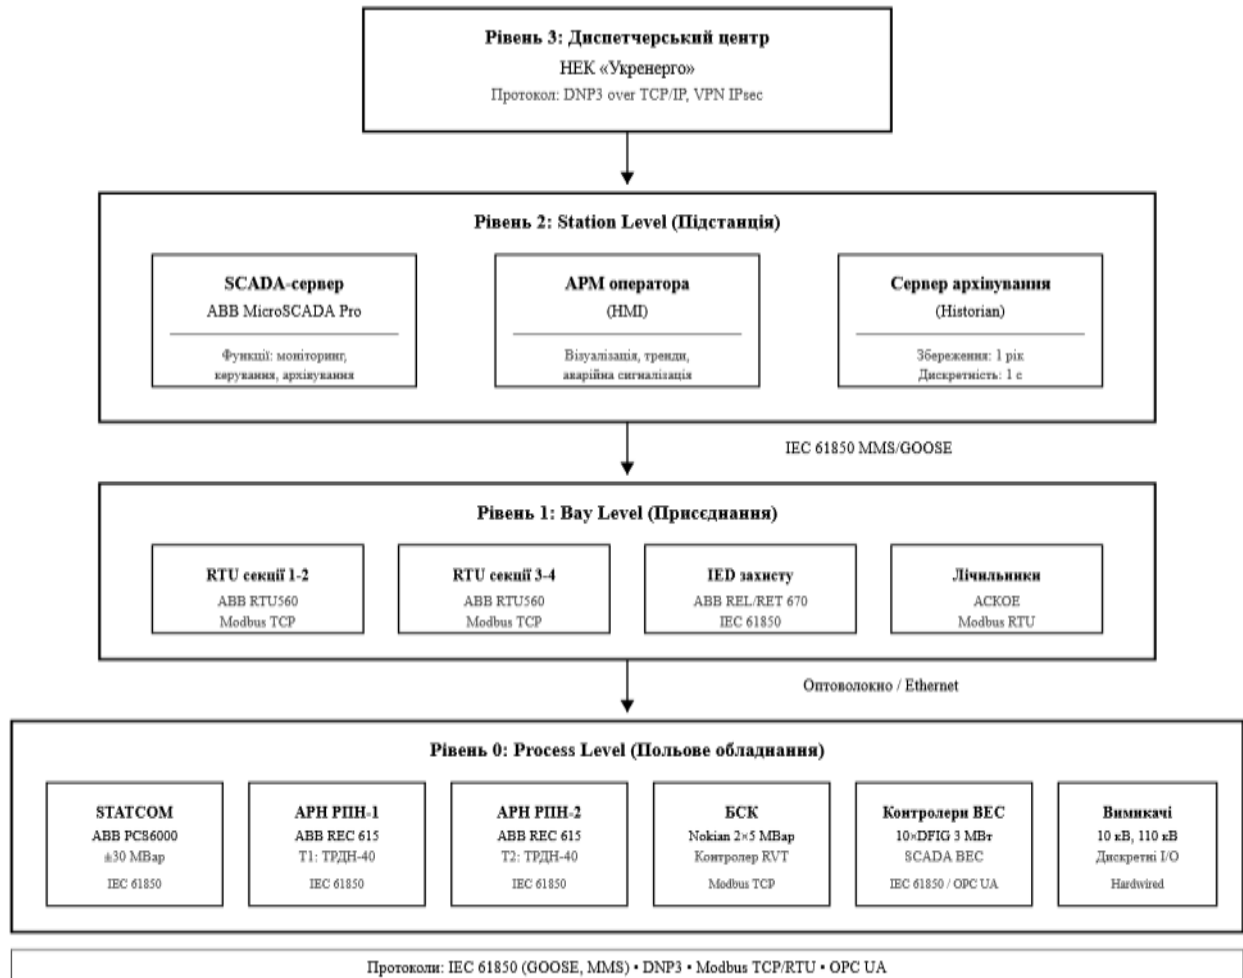 Рівень 3: Диспетчерський центр
НЕК «Укренерго»
Протокол: DNP3 over TCP/IP, VPN IPsec
Рівень 2: Station Level (Підстанція)
SCADA-сервер
ABB MicroSCADA Pro
Функції: моніторинг,
керування, архівування
АРМ оператора
(HMI)
Візуалізація, тренди,
аварійна сигналізація
Сервер архівування
(Historian)
Збереження: 1 рік
Дискретність: 1 с
IEC 61850 MMS/GOOSE
Рівень 1: Bay Level (Присєднання)
RTU секції 1-2
ABB RTU560
Modbus TCP
RTU секції 3-4
ABB RTU560
Modbus TCP
IED захисту
ABB REL/RET 670
IEC 61850
Лічильники
АСКОЕ
Modbus RTU
Оптоволокно / Ethernet
Рівень 0: Process Level (Польове обладнання)
STATCOM
ABB PCS6000
±30 МВар
IEC 61850
АРН РПН-1
ABB REC 615
Т1: ТРДН-40
IEC 61850
АРН РПН-2
ABB REC 615
Т2: ТРДН-40
IEC 61850
БСК
Nokian 2×5 МВар
Контролер RVT
Modbus TCP
Контролери ВЕС
10×DFIG 3 МВт
SCADA ВЕС
IEC 61850 / OPC UA
Вимикачі
10 кВ, 110 кВ
Дискретні I/O
Hardwired
Протоколи: IEC 61850 (GOOSE, MMS) • DNP3 • Modbus TCP/RTU • OPC UA